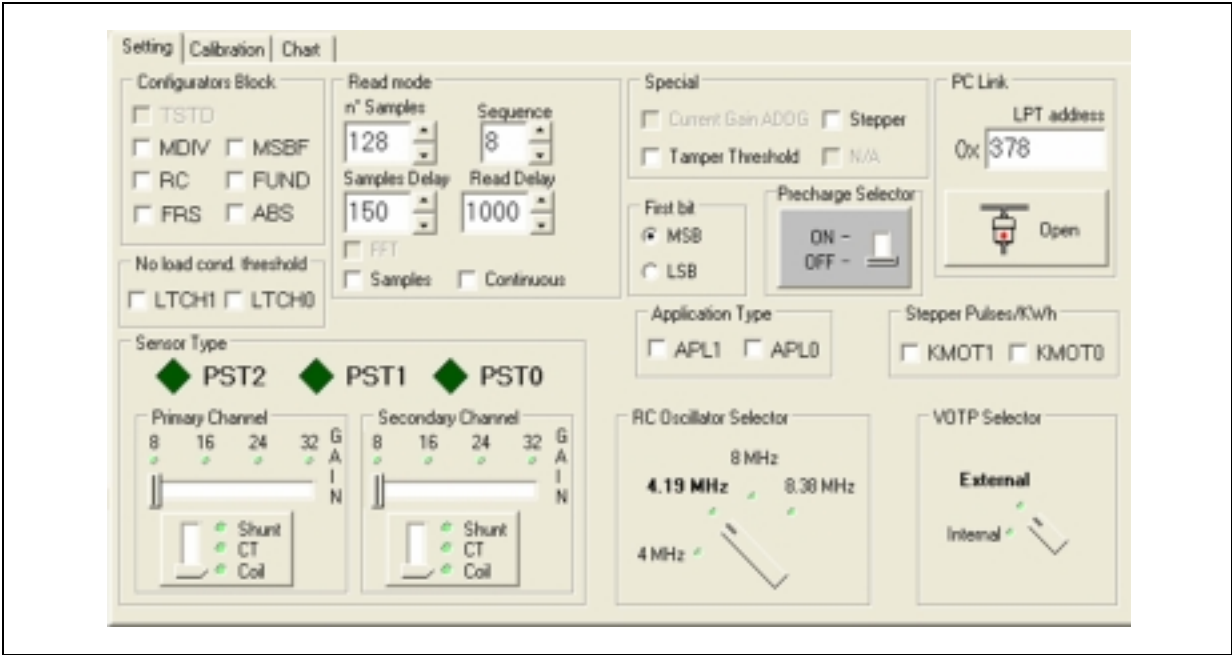 Setting Calibration Chart
Configurators Block
TSTD
MDIV MSBF
RC FUND
FRS ABS
No load cond. threshold
LTCH1 LTCH0
Read mode
n° Samples Sequence
128 8
Samples Delay Read Delay
150 1000
FFT
Samples Continuous
Special
Current Gain ADOG Stepper
Tamper Threshold N/A
First bit
MSB
LSB
Precharge Selector
ON -
OFF -
PC Link
LPT address
0x 378
Open
Application Type
APL1 APL0
Stepper Pulses/KWh
KMOT1 KMOT0
Sensor Type
PST2 PST1 PST0
Primary Channel
8 16 24 32
GAIN
Shunt
CT
Coil
Secondary Channel
8 16 24 32
GAIN
Shunt
CT
Coil
RC Oscillator Selector
8 MHz
4.19 MHz 8.38 MHz
4 MHz
VOTP Selector
External
Internal